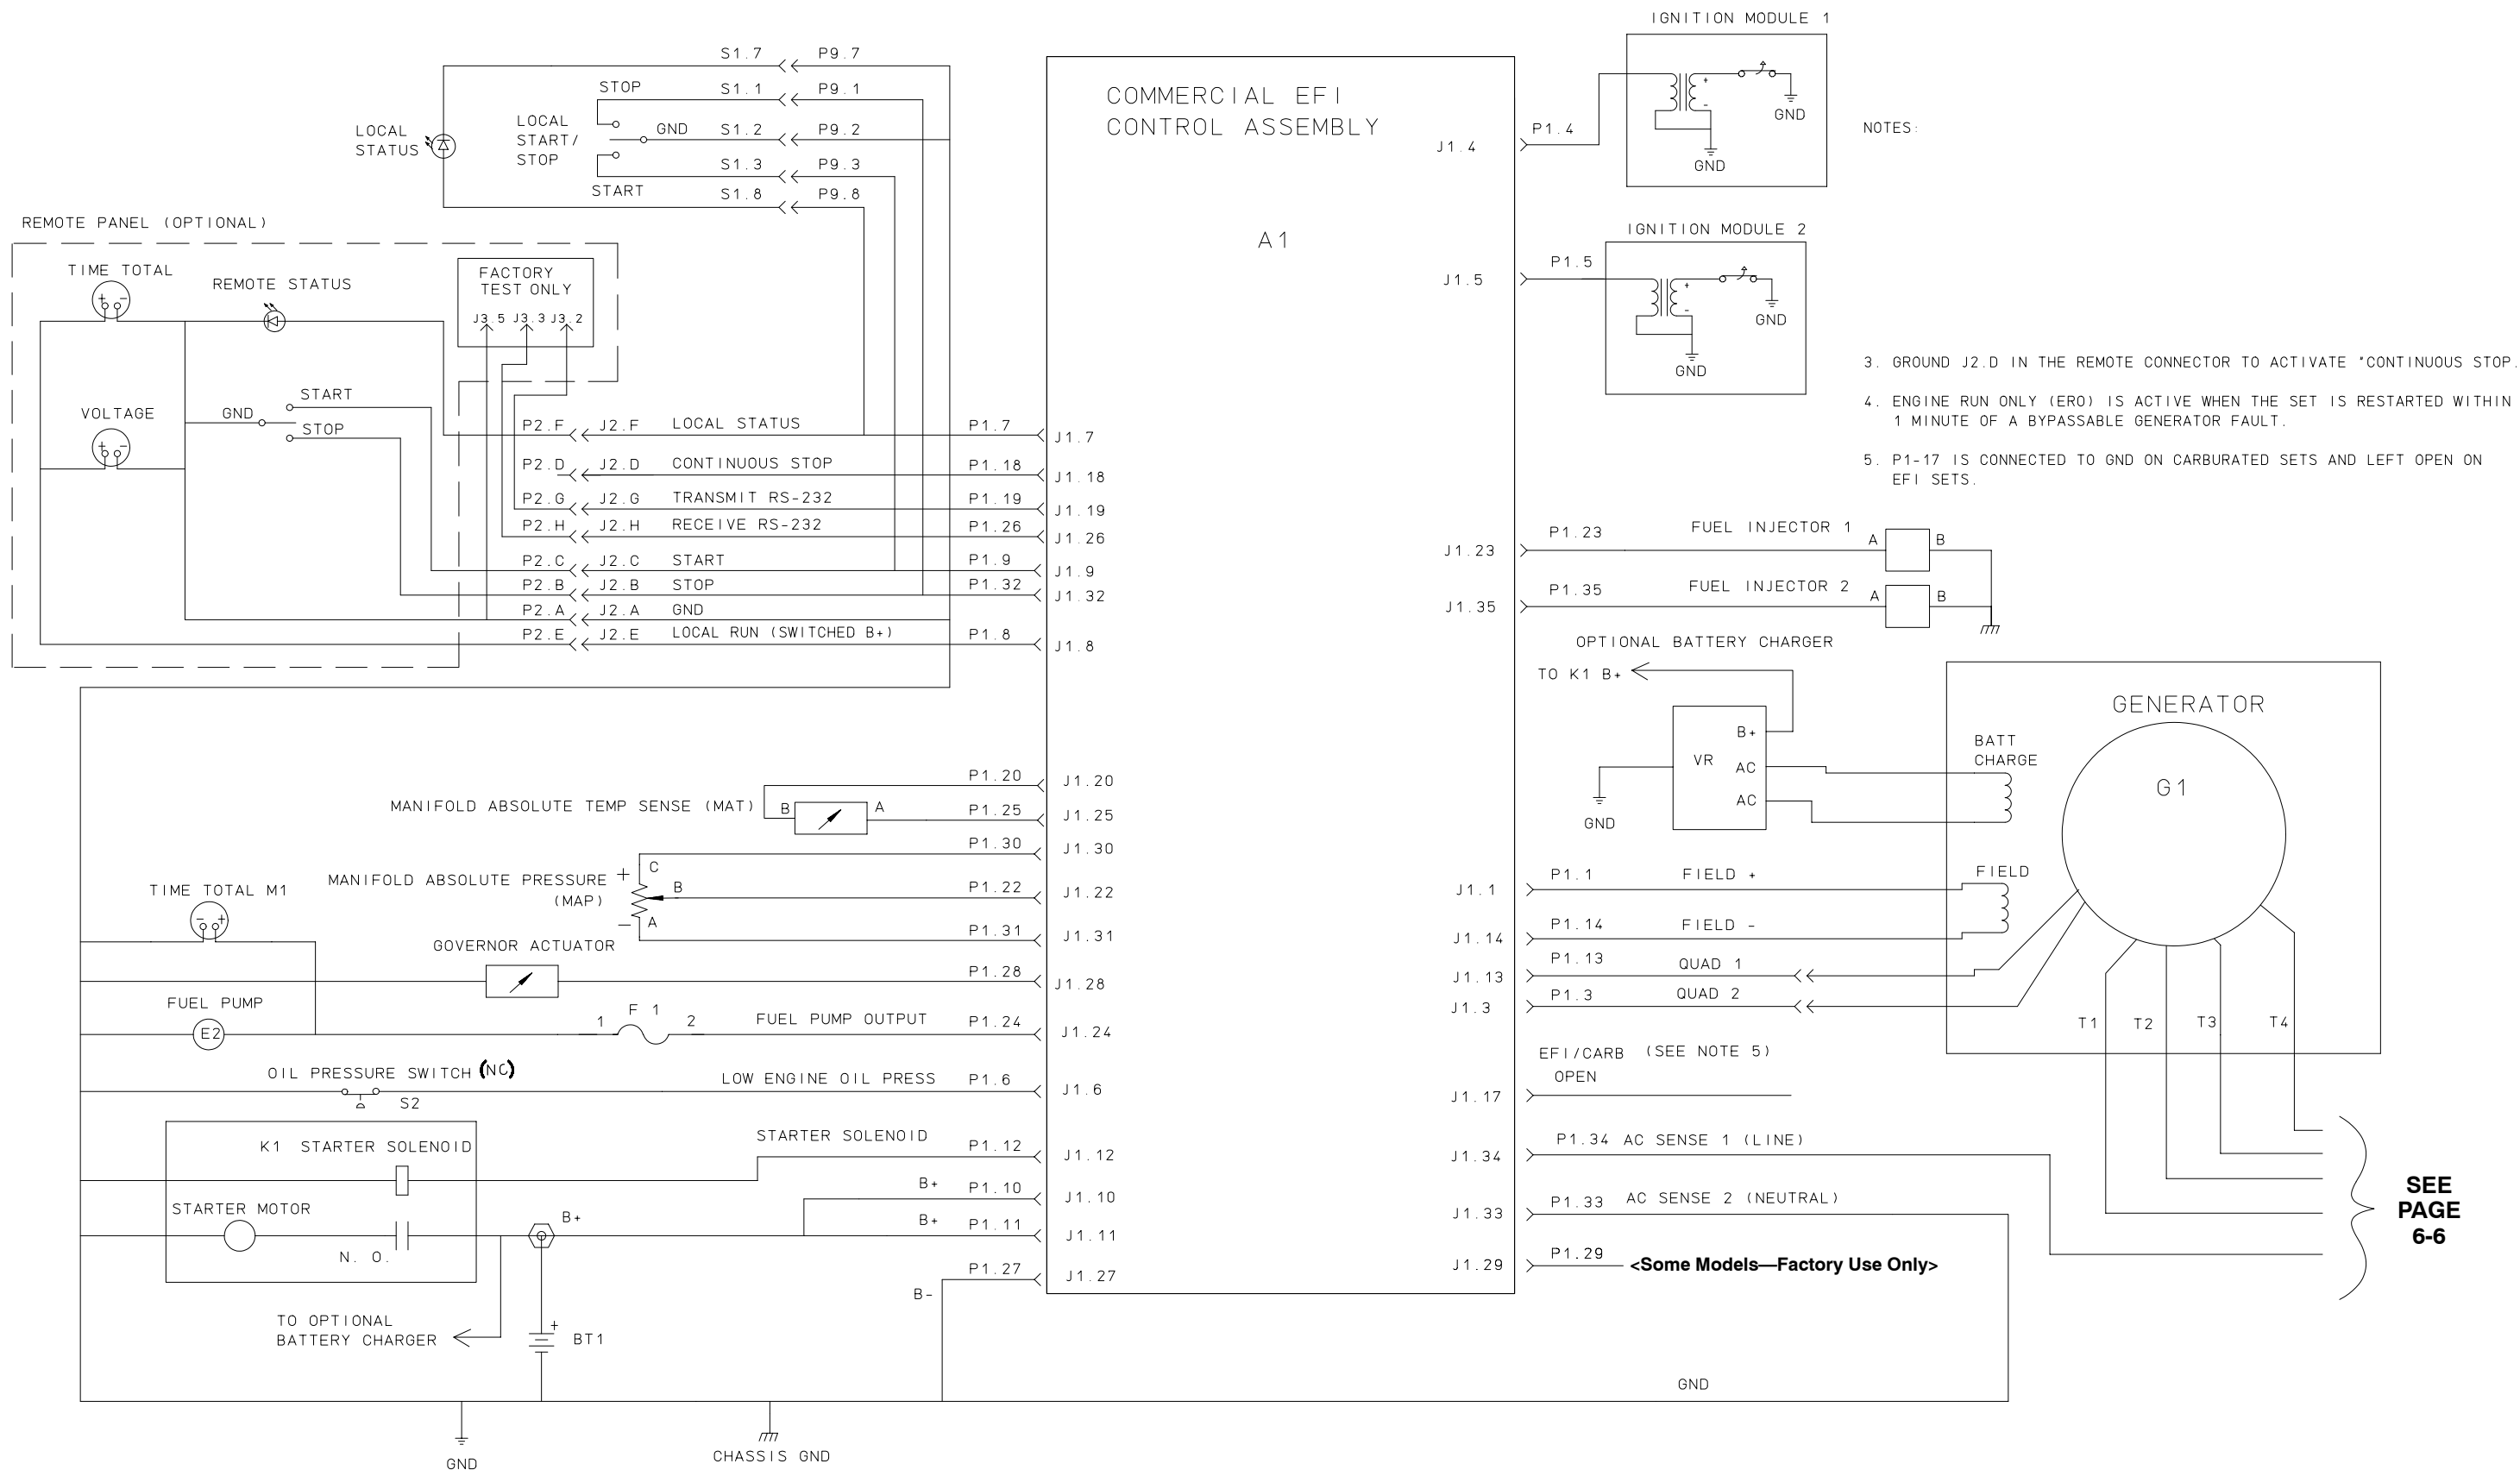 IGNITION MODULE 1
S1.7 P9.7
STOP S1.1 P9.1
LOCAL START/ STOP
GND S1.2 P9.2
LOCAL STATUS
S1.3 P9.3
START S1.8 P9.8
COMMERCIAL EFI
CONTROL ASSEMBLY
A1
J1.4 P1.4
+
-
GND
GND
NOTES:
REMOTE PANEL (OPTIONAL)
TIME TOTAL
+ -
REMOTE STATUS
FACTORY
TEST ONLY
J3.5 J3.3 J3.2
IGNITION MODULE 2
J1.5 P1.5
+
-
GND
GND
3. GROUND J2.D IN THE REMOTE CONNECTOR TO ACTIVATE "CONTINUOUS STOP.
4. ENGINE RUN ONLY (ERO) IS ACTIVE WHEN THE SET IS RESTARTED WITHIN
1 MINUTE OF A BYPASSABLE GENERATOR FAULT.
5. P1-17 IS CONNECTED TO GND ON CARBURATED SETS AND LEFT OPEN ON
EFI SETS.
VOLTAGE
+ -
START
GND
STOP
P2.F J2.F LOCAL STATUS P1.7 J1.7
P2.D J2.D CONTINUOUS STOP P1.18 J1.18
P2.G J2.G TRANSMIT RS-232 P1.19 J1.19
P2.H J2.H RECEIVE RS-232 P1.26 J1.26
P2.C J2.C START P1.9 J1.9
P2.B J2.B STOP P1.32 J1.32
P2.A J2.A GND
P2.E J2.E LOCAL RUN (SWITCHED B+) P1.8 J1.8
J1.23 P1.23 FUEL INJECTOR 1 A B
J1.35 P1.35 FUEL INJECTOR 2 A B
OPTIONAL BATTERY CHARGER
TO K1 B+
VR B+
AC
AC
GND
GENERATOR
G1
BATT
CHARGE
FIELD
P1.20 J1.20
MANIFOLD ABSOLUTE TEMP SENSE (MAT) B A P1.25 J1.25
P1.30 J1.30
MANIFOLD ABSOLUTE PRESSURE
(MAP)
+ C
B
- A
P1.22 J1.22
P1.31 J1.31
TIME TOTAL M1
- +
GOVERNOR ACTUATOR P1.28 J1.28
FUEL PUMP
E2
1 F 1 2 FUEL PUMP OUTPUT P1.24 J1.24
OIL PRESSURE SWITCH (NC)
S2
LOW ENGINE OIL PRESS P1.6 J1.6
J1.1 P1.1 FIELD +
J1.14 P1.14 FIELD -
J1.13 P1.13 QUAD 1
J1.3 P1.3 QUAD 2
T1 T2 T3 T4
EFI/CARB (SEE NOTE 5)
OPEN
J1.17
K1 STARTER SOLENOID
STARTER SOLENOID P1.12 J1.12
STARTER MOTOR
N. O.
B+
B+ P1.10 J1.10
B+ P1.11 J1.11
B- P1.27 J1.27
TO OPTIONAL
BATTERY CHARGER
+
BT1
J1.34 P1.34 AC SENSE 1 (LINE)
J1.33 P1.33 AC SENSE 2 (NEUTRAL)
J1.29 P1.29 <Some Models—Factory Use Only>
SEE
PAGE
6-6
GND
GND
CHASSIS GND